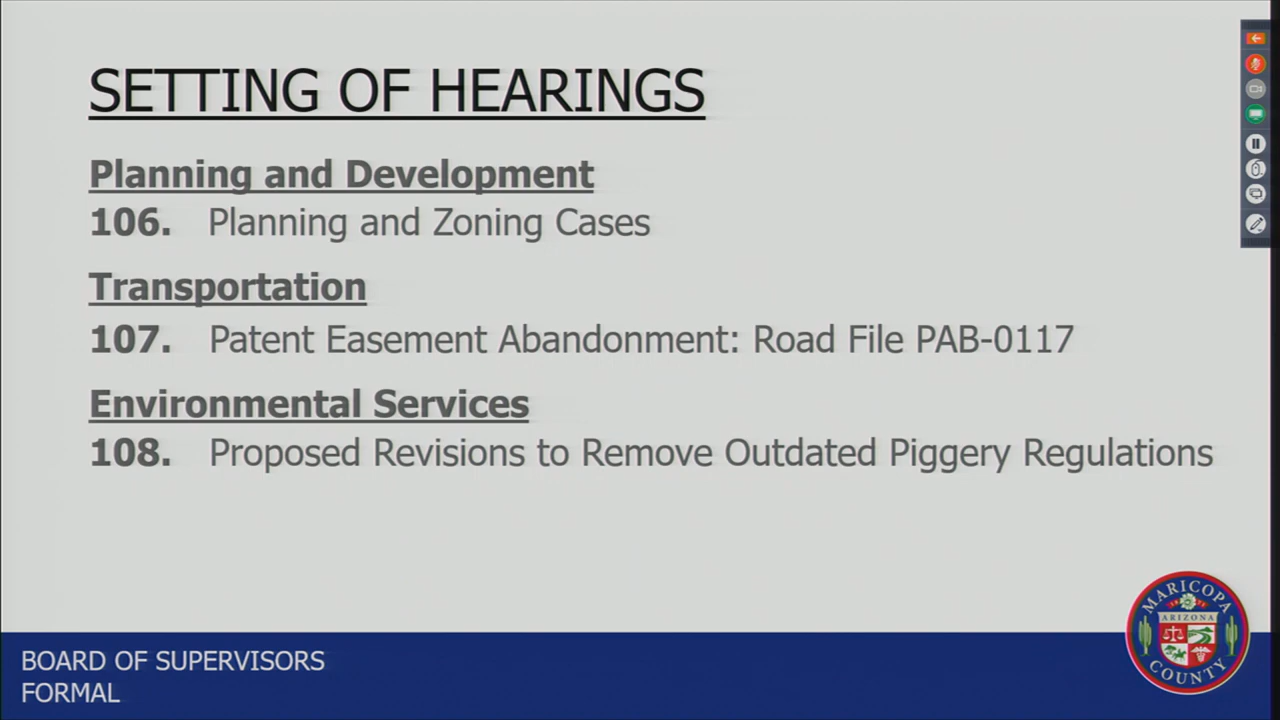 SETTING OF HEARINGS
Planning and Development
106. Planning and Zoning Cases
Transportation
107. Patent Easement Abandonment: Road File PAB-0117
Environmental Services
108. Proposed Revisions to Remove Outdated Piggery Regulations
BOARD OF SUPERVISORS
FORMAL
MARICOPA
ARIZONA
COUNTY